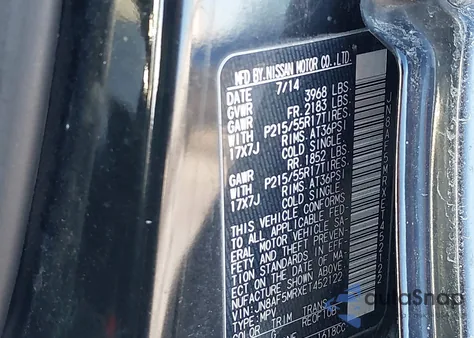 MFD BY NISSAN MOTOR CO.,LTD.
DATE 7/14
GVWR 3968 LBS.
GAWR FR. 2183 LBS.
WITH P215/55R17TIRES.
17X7J RIMS. AT36PSI
COLD SINGLE
GAWR RR. 1852 LBS.
WITH P215/55R17TIRES.
17X7J RIMS. AT36PSI
COLD SINGLE
THIS VEHICLE CONFORMS
TO ALL APPLICABLE FED-
ERAL MOTOR VEHICLE SA-
FETY AND THEFT PREVEN-
TION STANDARDS IN EFF-
ECT ON THE DATE OF MA-
NUFACTURE SHOWN ABOVE.
VIN: JN8AF5MRXET452122
TYPE: MPV
COLOR TRIM TRANS
G
JN8AF5MRXET452122
autoSnap